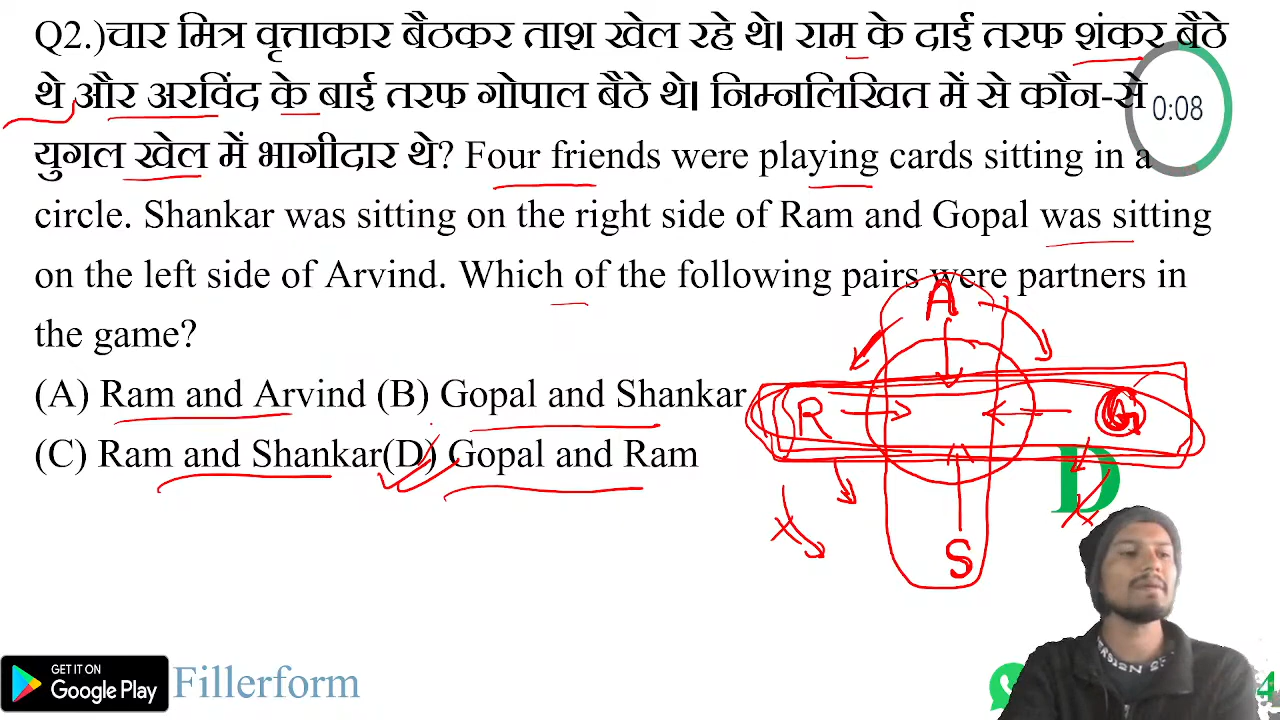 Q2.)चार मित्र वृत्ताकार बैठकर ताश खेल रहे थे। राम के दाई तरफ शंकर बैठे
थे और अरविंद के बाई तरफ गोपाल बैठे थे। निम्नलिखित में से कौन-से
0:08
युगल खेल में भागीदार थे? Four friends were playing cards sitting in a
circle. Shankar was sitting on the right side of Ram and Gopal was sitting
on the left side of Arvind. Which of the following pairs were partners in
the game?
A
(A) Ram and Arvind (B) Gopal and Shankar
R G
(C) Ram and Shankar(D) Gopal and Ram
D
S
GET IT ON
Google Play
Fillerform
4